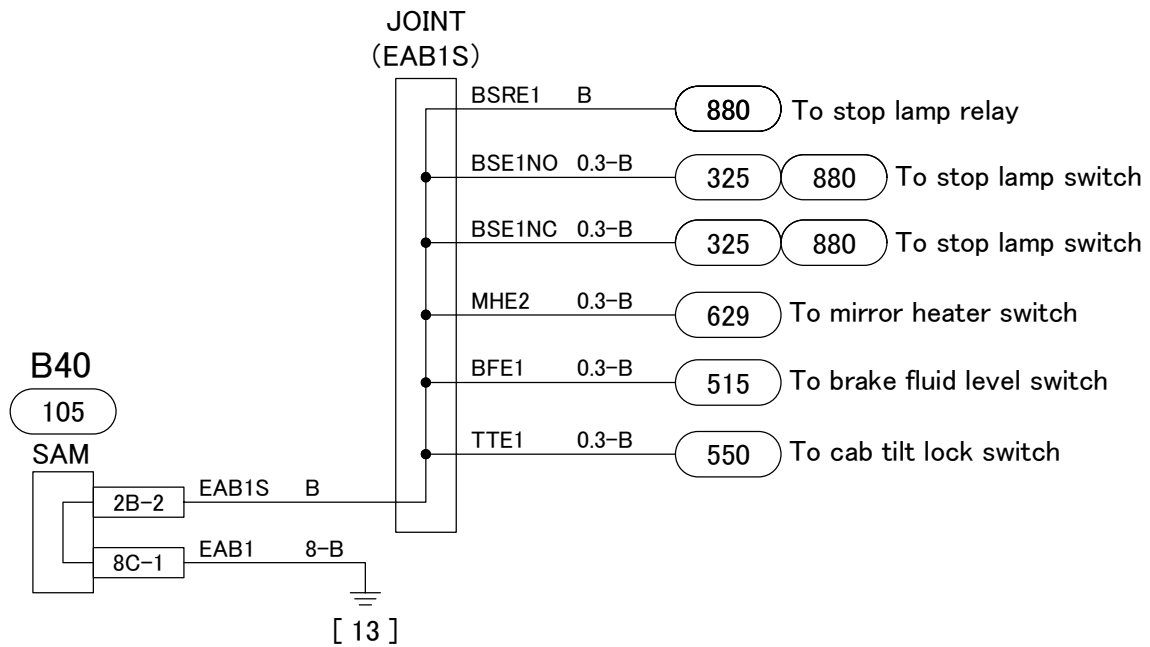 JOINT
(EAB1S)
BSRE1 B 880 To stop lamp relay
BSE1NO 0.3-B 325 880 To stop lamp switch
BSE1NC 0.3-B 325 880 To stop lamp switch
MHE2 0.3-B 629 To mirror heater switch
BFE1 0.3-B 515 To brake fluid level switch
TTE1 0.3-B 550 To cab tilt lock switch
B40
105
SAM
2B-2 EAB1S B
8C-1 EAB1 8-B
[ 13 ]